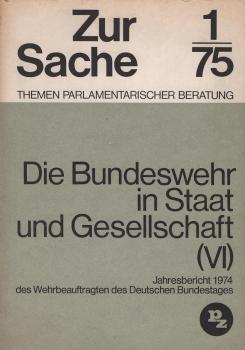 Zur
Sache
1/75
THEMEN PARLAMENTARISCHER BERATUNG
Die Bundeswehr
in Staat
und Gesellschaft
(VI)
Jahresbericht 1974
des Wehrbeauftragten des Deutschen Bundestages
pz